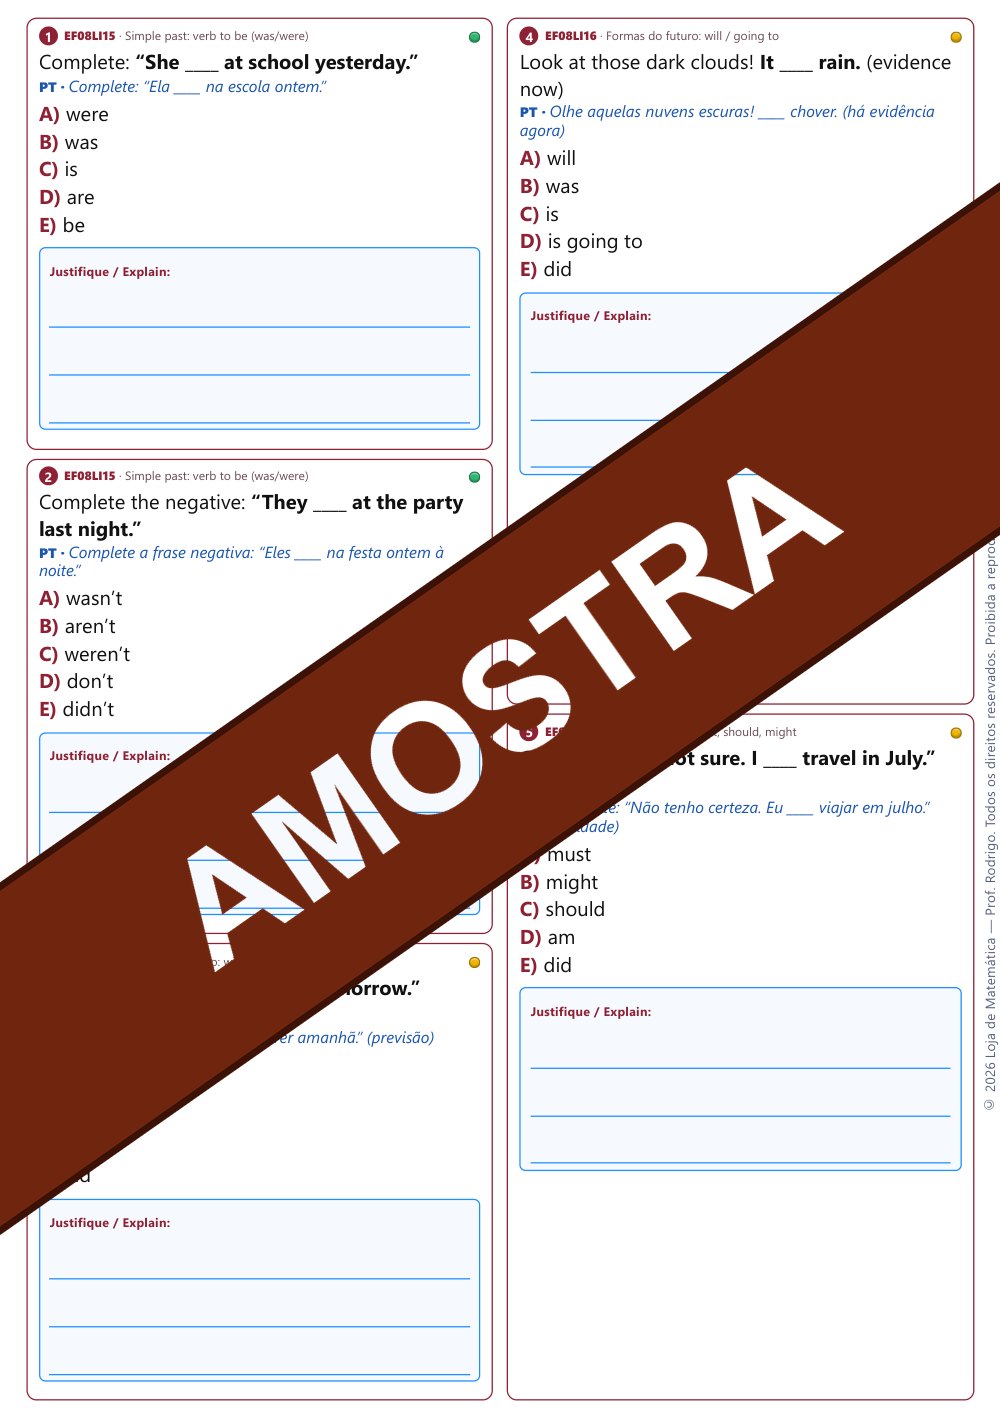 1 EF08LI15 · Simple past: verb to be (was/were)
Complete: “She ___ at school yesterday.”
PT · Complete: “Ela ___ na escola ontem.”
A) were
B) was
C) is
D) are
E) be
Justifique / Explain:
2 EF08LI15 · Simple past: verb to be (was/were)
Complete the negative: “They ___ at the party
last night.”
PT · Complete a frase negativa: “Eles ___ na festa ontem à
noite.”
A) wasn’t
B) aren’t
C) weren’t
D) don’t
E) didn’t
Justifique / Explain:
amanhã.” (previsão)
Justifique / Explain:
4 EF08LI16 · Formas do futuro: will / going to
Look at those dark clouds! It ___ rain. (evidence
now)
PT · Olhe aquelas nuvens escuras! ___ chover. (há evidência
agora)
A) will
B) was
C) is
D) is going to
E) did
Justifique / Explain:
5 should, might
sure. I ___ travel in July.”
“Não tenho certeza. Eu ___ viajar em julho.”
must
B) might
C) should
D) am
E) did
Justifique / Explain:
AMOSTRA
© 2026 Loja de Matemática — Prof. Rodrigo. Todos os direitos reservados. Proibida a